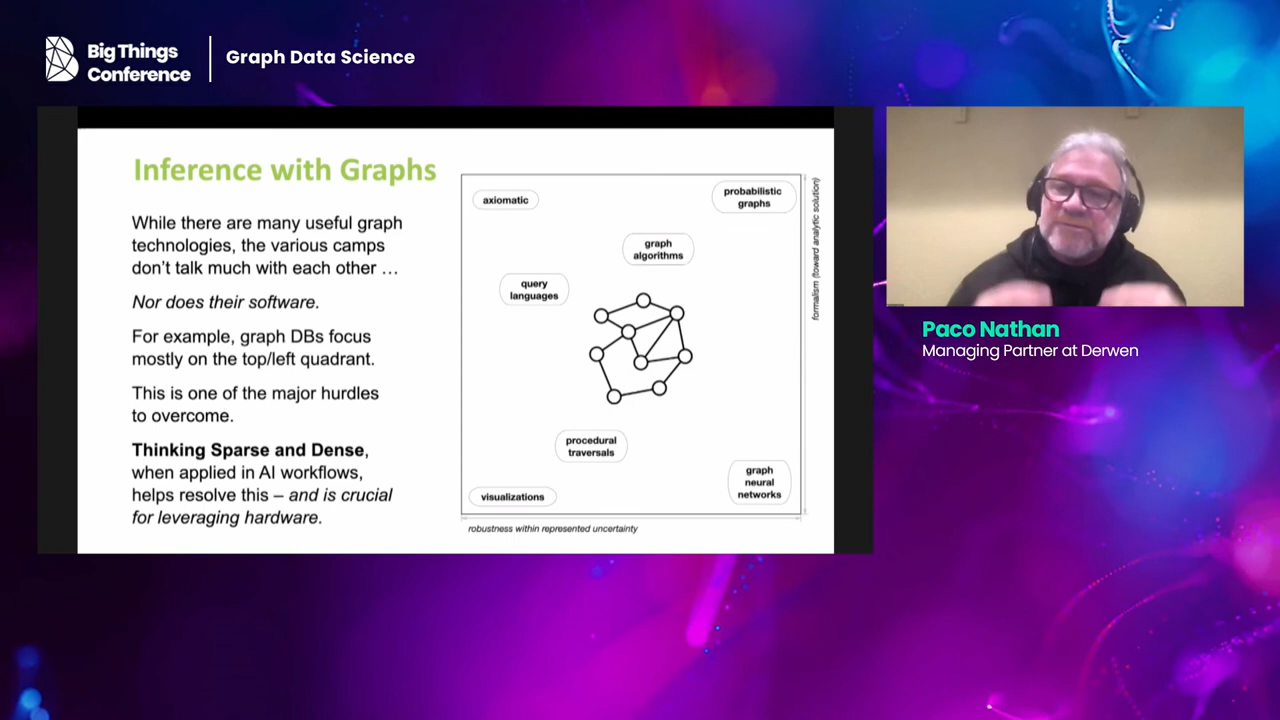 Big Things
Conference
Graph Data Science
Inference with Graphs
While there are many useful graph
technologies, the various camps
don't talk much with each other …
Nor does their software.
For example, graph DBs focus
mostly on the top/left quadrant.
This is one of the major hurdles
to overcome.
Thinking Sparse and Dense,
when applied in AI workflows,
helps resolve this – and is crucial
for leveraging hardware.
axiomatic
probabilistic
graphs
graph
algorithms
query
languages
procedural
traversals
graph
neural
networks
visualizations
robustness within represented uncertainty
formalism (toward analytic solution)
Paco Nathan
Managing Partner at Derwen